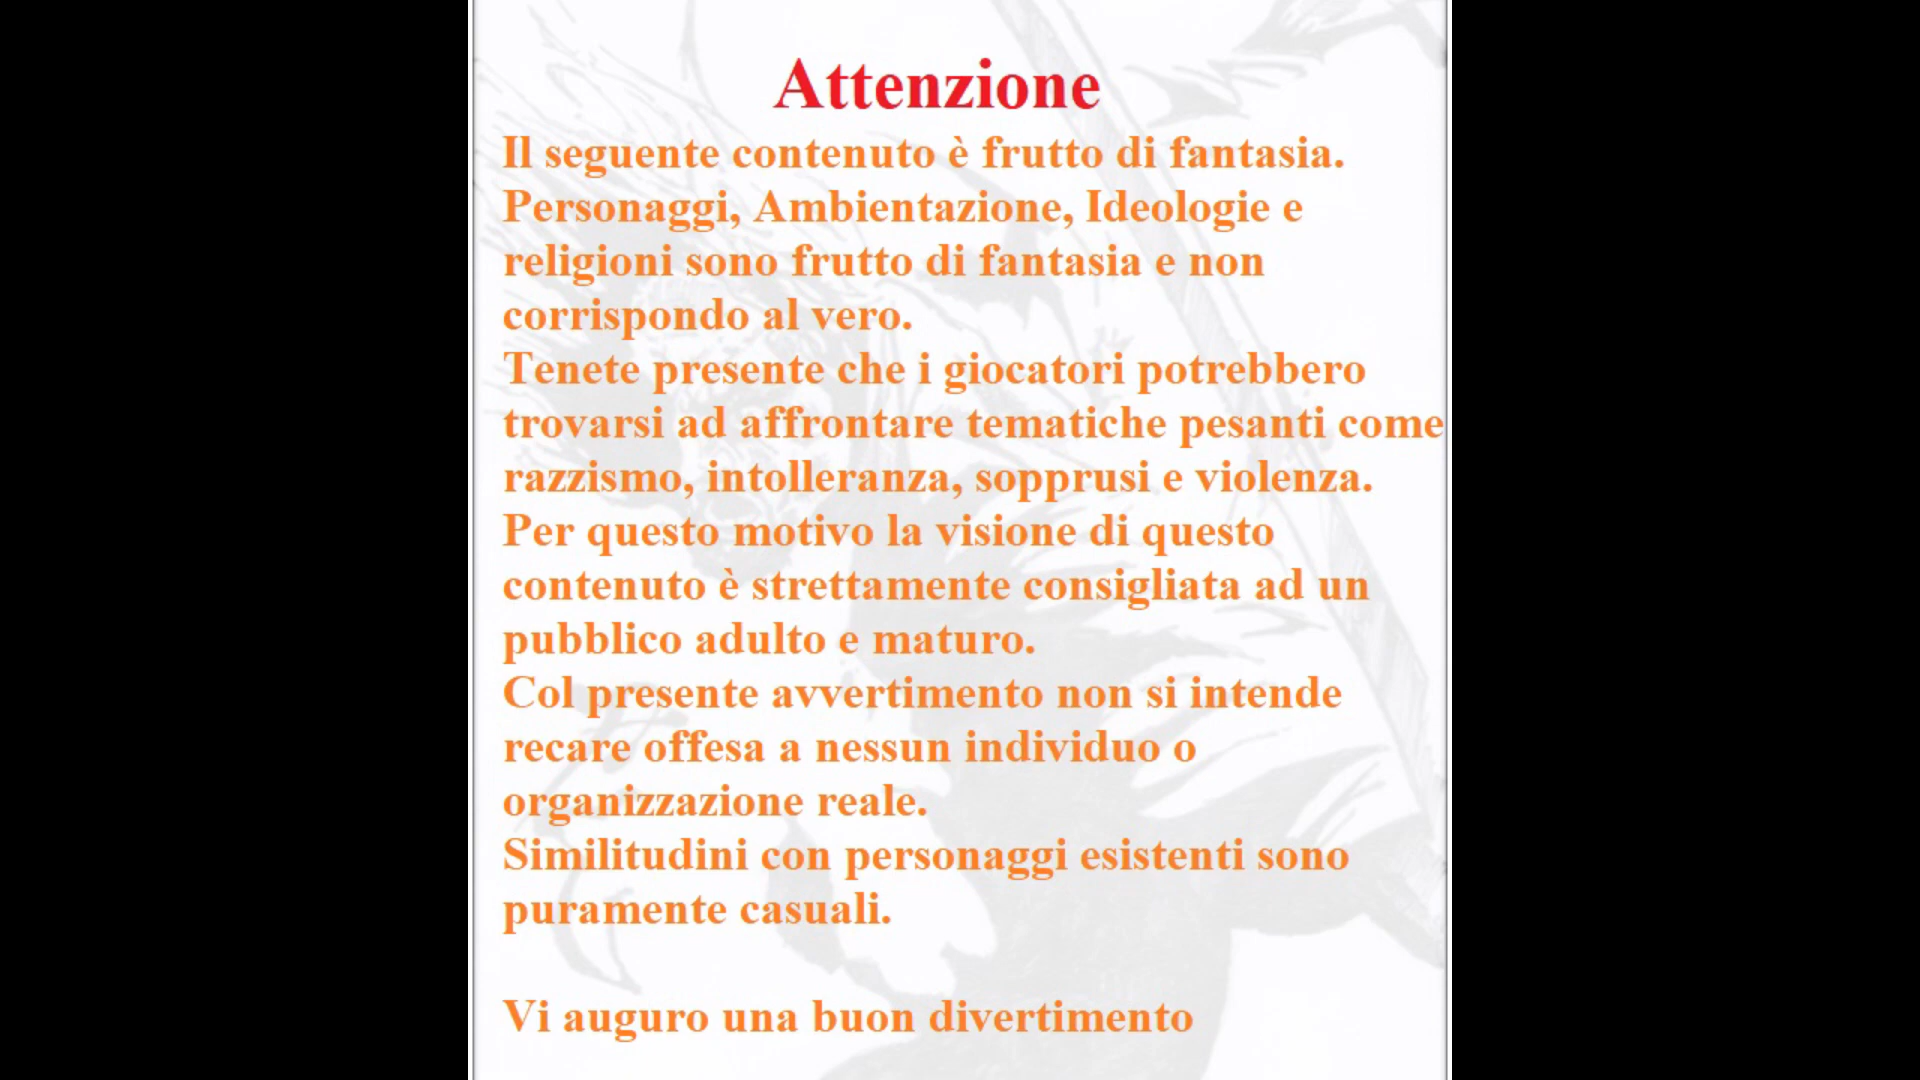 Attenzione
Il seguente contenuto è frutto di fantasia.
Personaggi, Ambientazione, Ideologie e
religioni sono frutto di fantasia e non
corrispondo al vero.
Tenete presente che i giocatori potrebbero
trovarsi ad affrontare tematiche pesanti come
razzismo, intolleranza, sopprusi e violenza.
Per questo motivo la visione di questo
contenuto è strettamente consigliata ad un
pubblico adulto e maturo.
Col presente avvertimento non si intende
recare offesa a nessun individuo o
organizzazione reale.
Similitudini con personaggi esistenti sono
puramente casuali.
Vi auguro una buon divertimento